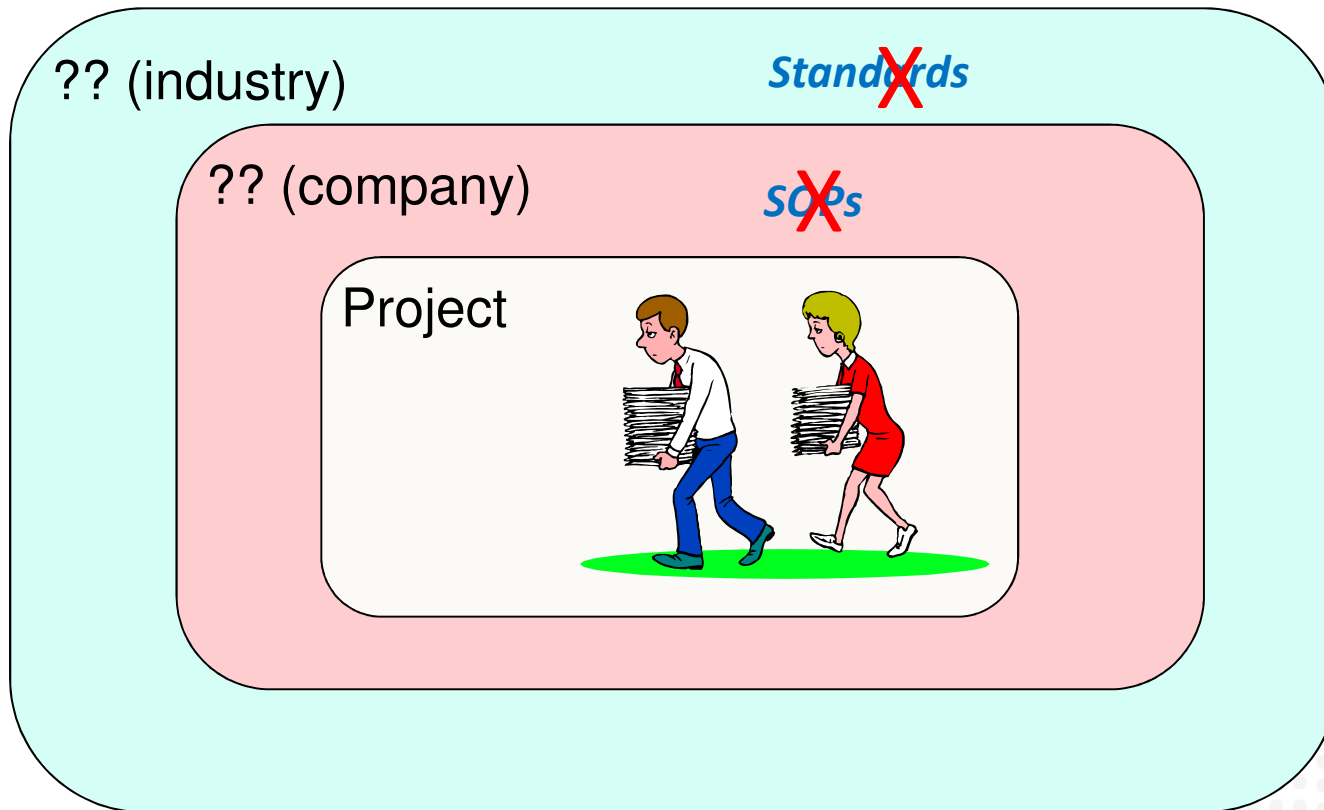 ?? (industry)
Standards
X
?? (company)
SOPs
X
Project